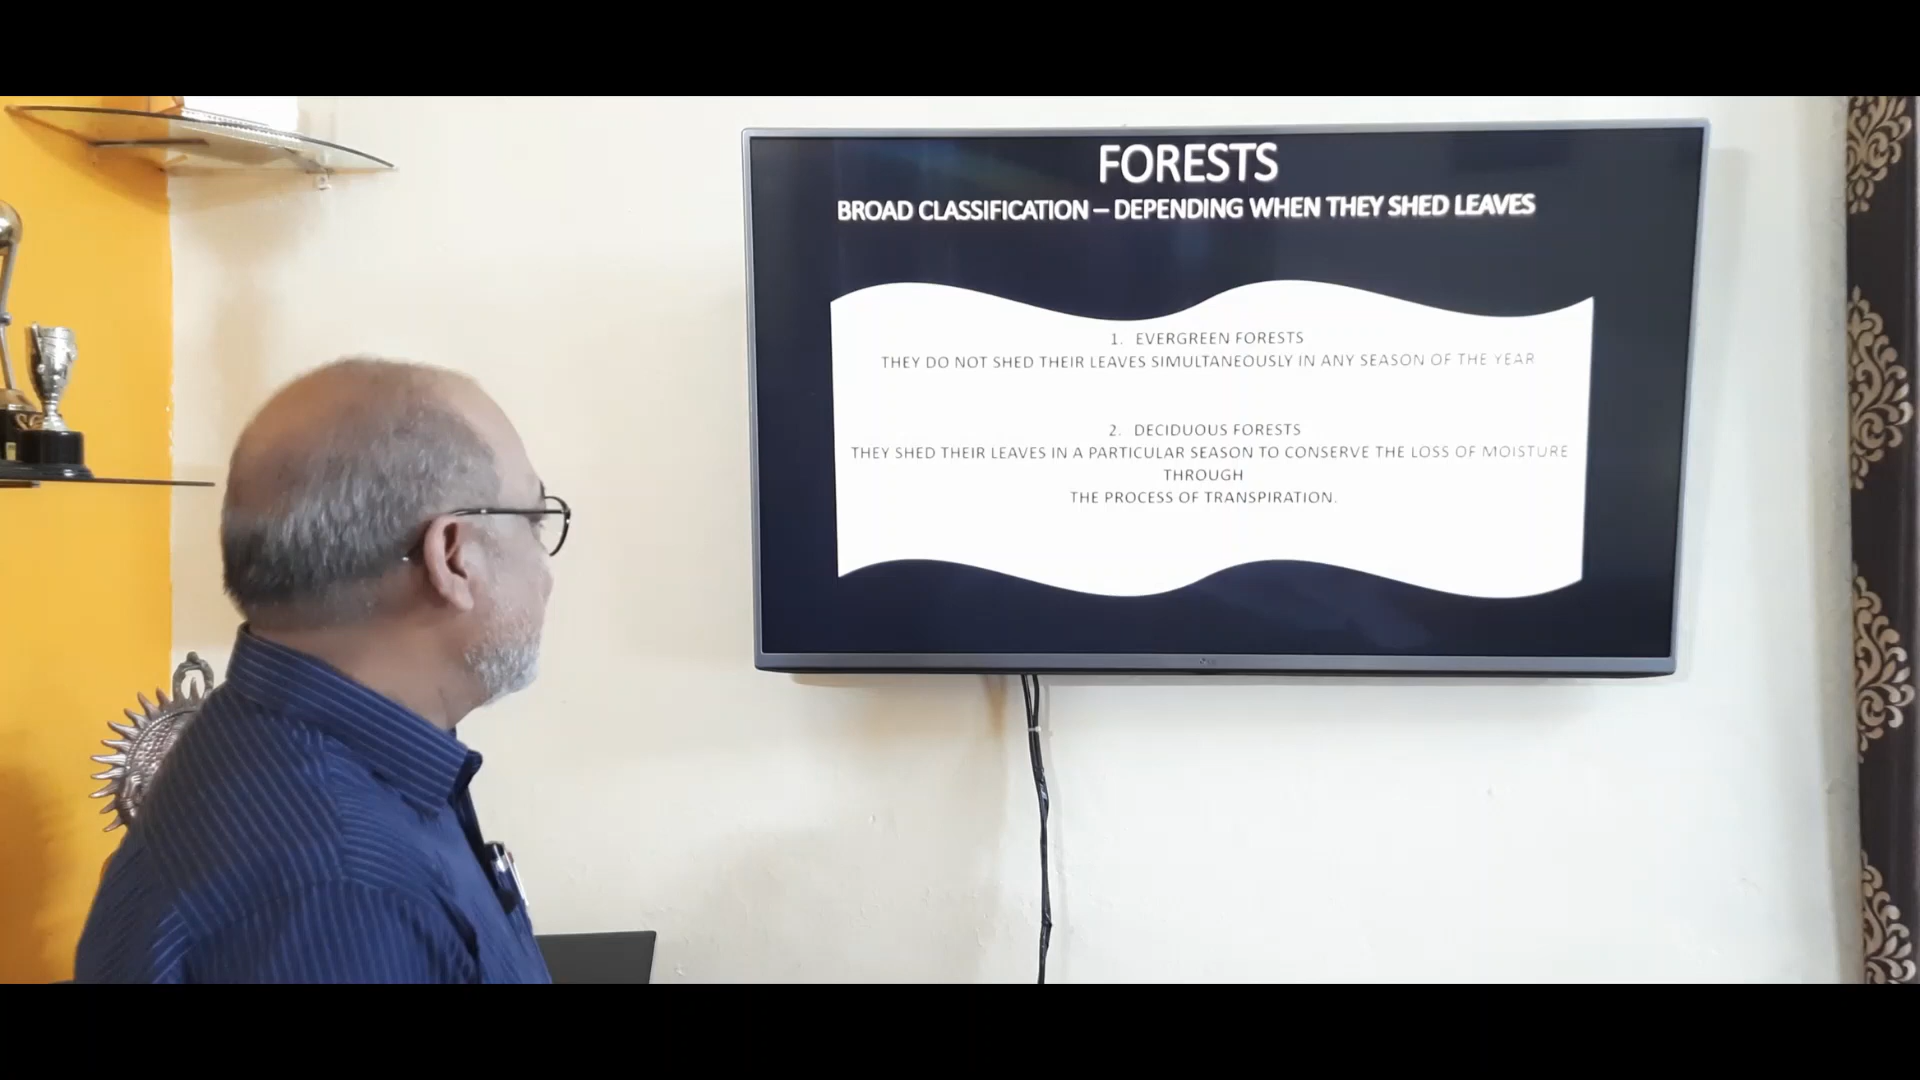 FORESTS
BROAD CLASSIFICATION – DEPENDING WHEN THEY SHED LEAVES
1. EVERGREEN FORESTS
THEY DO NOT SHED THEIR LEAVES SIMULTANEOUSLY IN ANY SEASON OF THE YEAR
2. DECIDUOUS FORESTS
THEY SHED THEIR LEAVES IN A PARTICULAR SEASON TO CONSERVE THE LOSS OF MOISTURE
THROUGH
THE PROCESS OF TRANSPIRATION.